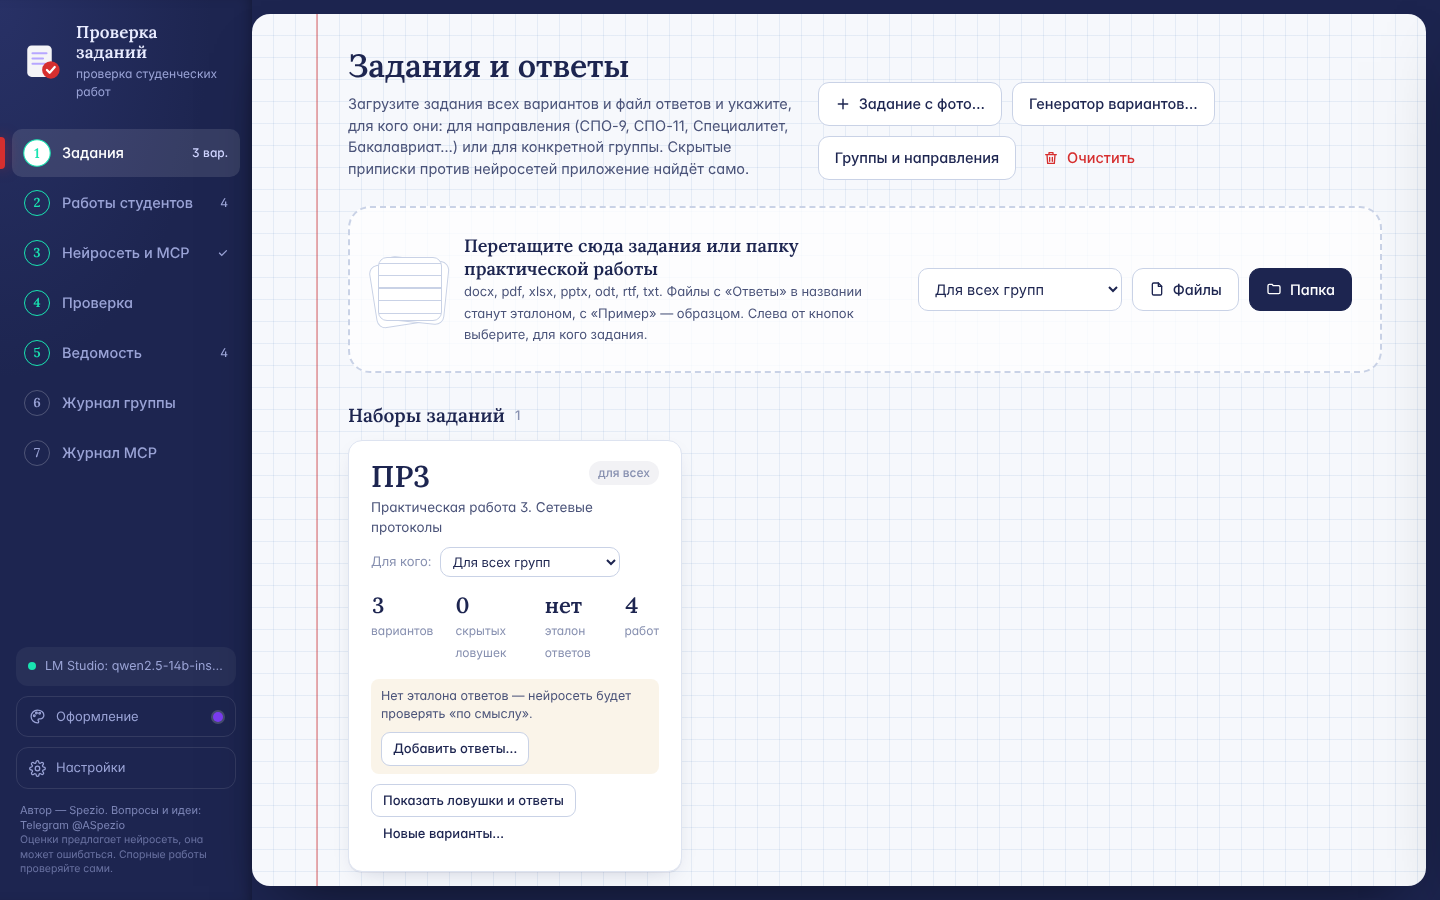 Проверка
заданий
проверка студенческих
работ
1 Задания 3 вар.
2 Работы студентов 4
3 Нейросеть и MCP
4 Проверка
5 Ведомость 4
6 Журнал группы
7 Журнал MCP
LM Studio: qwen2.5-14b-ins...
Оформление
Настройки
Автор — Spezio. Вопросы и идеи:
Telegram @ASpezio
Оценки предлагает нейросеть, она
может ошибаться. Спорные работы
проверяйте сами.
Задания и ответы
Загрузите задания всех вариантов и файл ответов и укажите,
для кого они: для направления (СПО-9, СПО-11, Специалитет,
Бакалавриат...) или для конкретной группы. Скрытые
приписки против нейросетей приложение найдёт само.
Задание с фото...
Генератор вариантов...
Группы и направления
Очистить
Перетащите сюда задания или папку
практической работы
docx, pdf, xlsx, pptx, odt, rtf, txt. Файлы с «Ответы» в названии
станут эталоном, с «Пример» — образцом. Слева от кнопок
выберите, для кого задания.
Для всех групп
Файлы
Папка
Наборы заданий 1
ПР3
для всех
Практическая работа 3. Сетевые
протоколы
Для кого: Для всех групп
3 0 нет 4
вариантов скрытых эталон работ
ловушек ответов
Нет эталона ответов — нейросеть будет
проверять «по смыслу».
Добавить ответы...
Показать ловушки и ответы
Новые варианты...